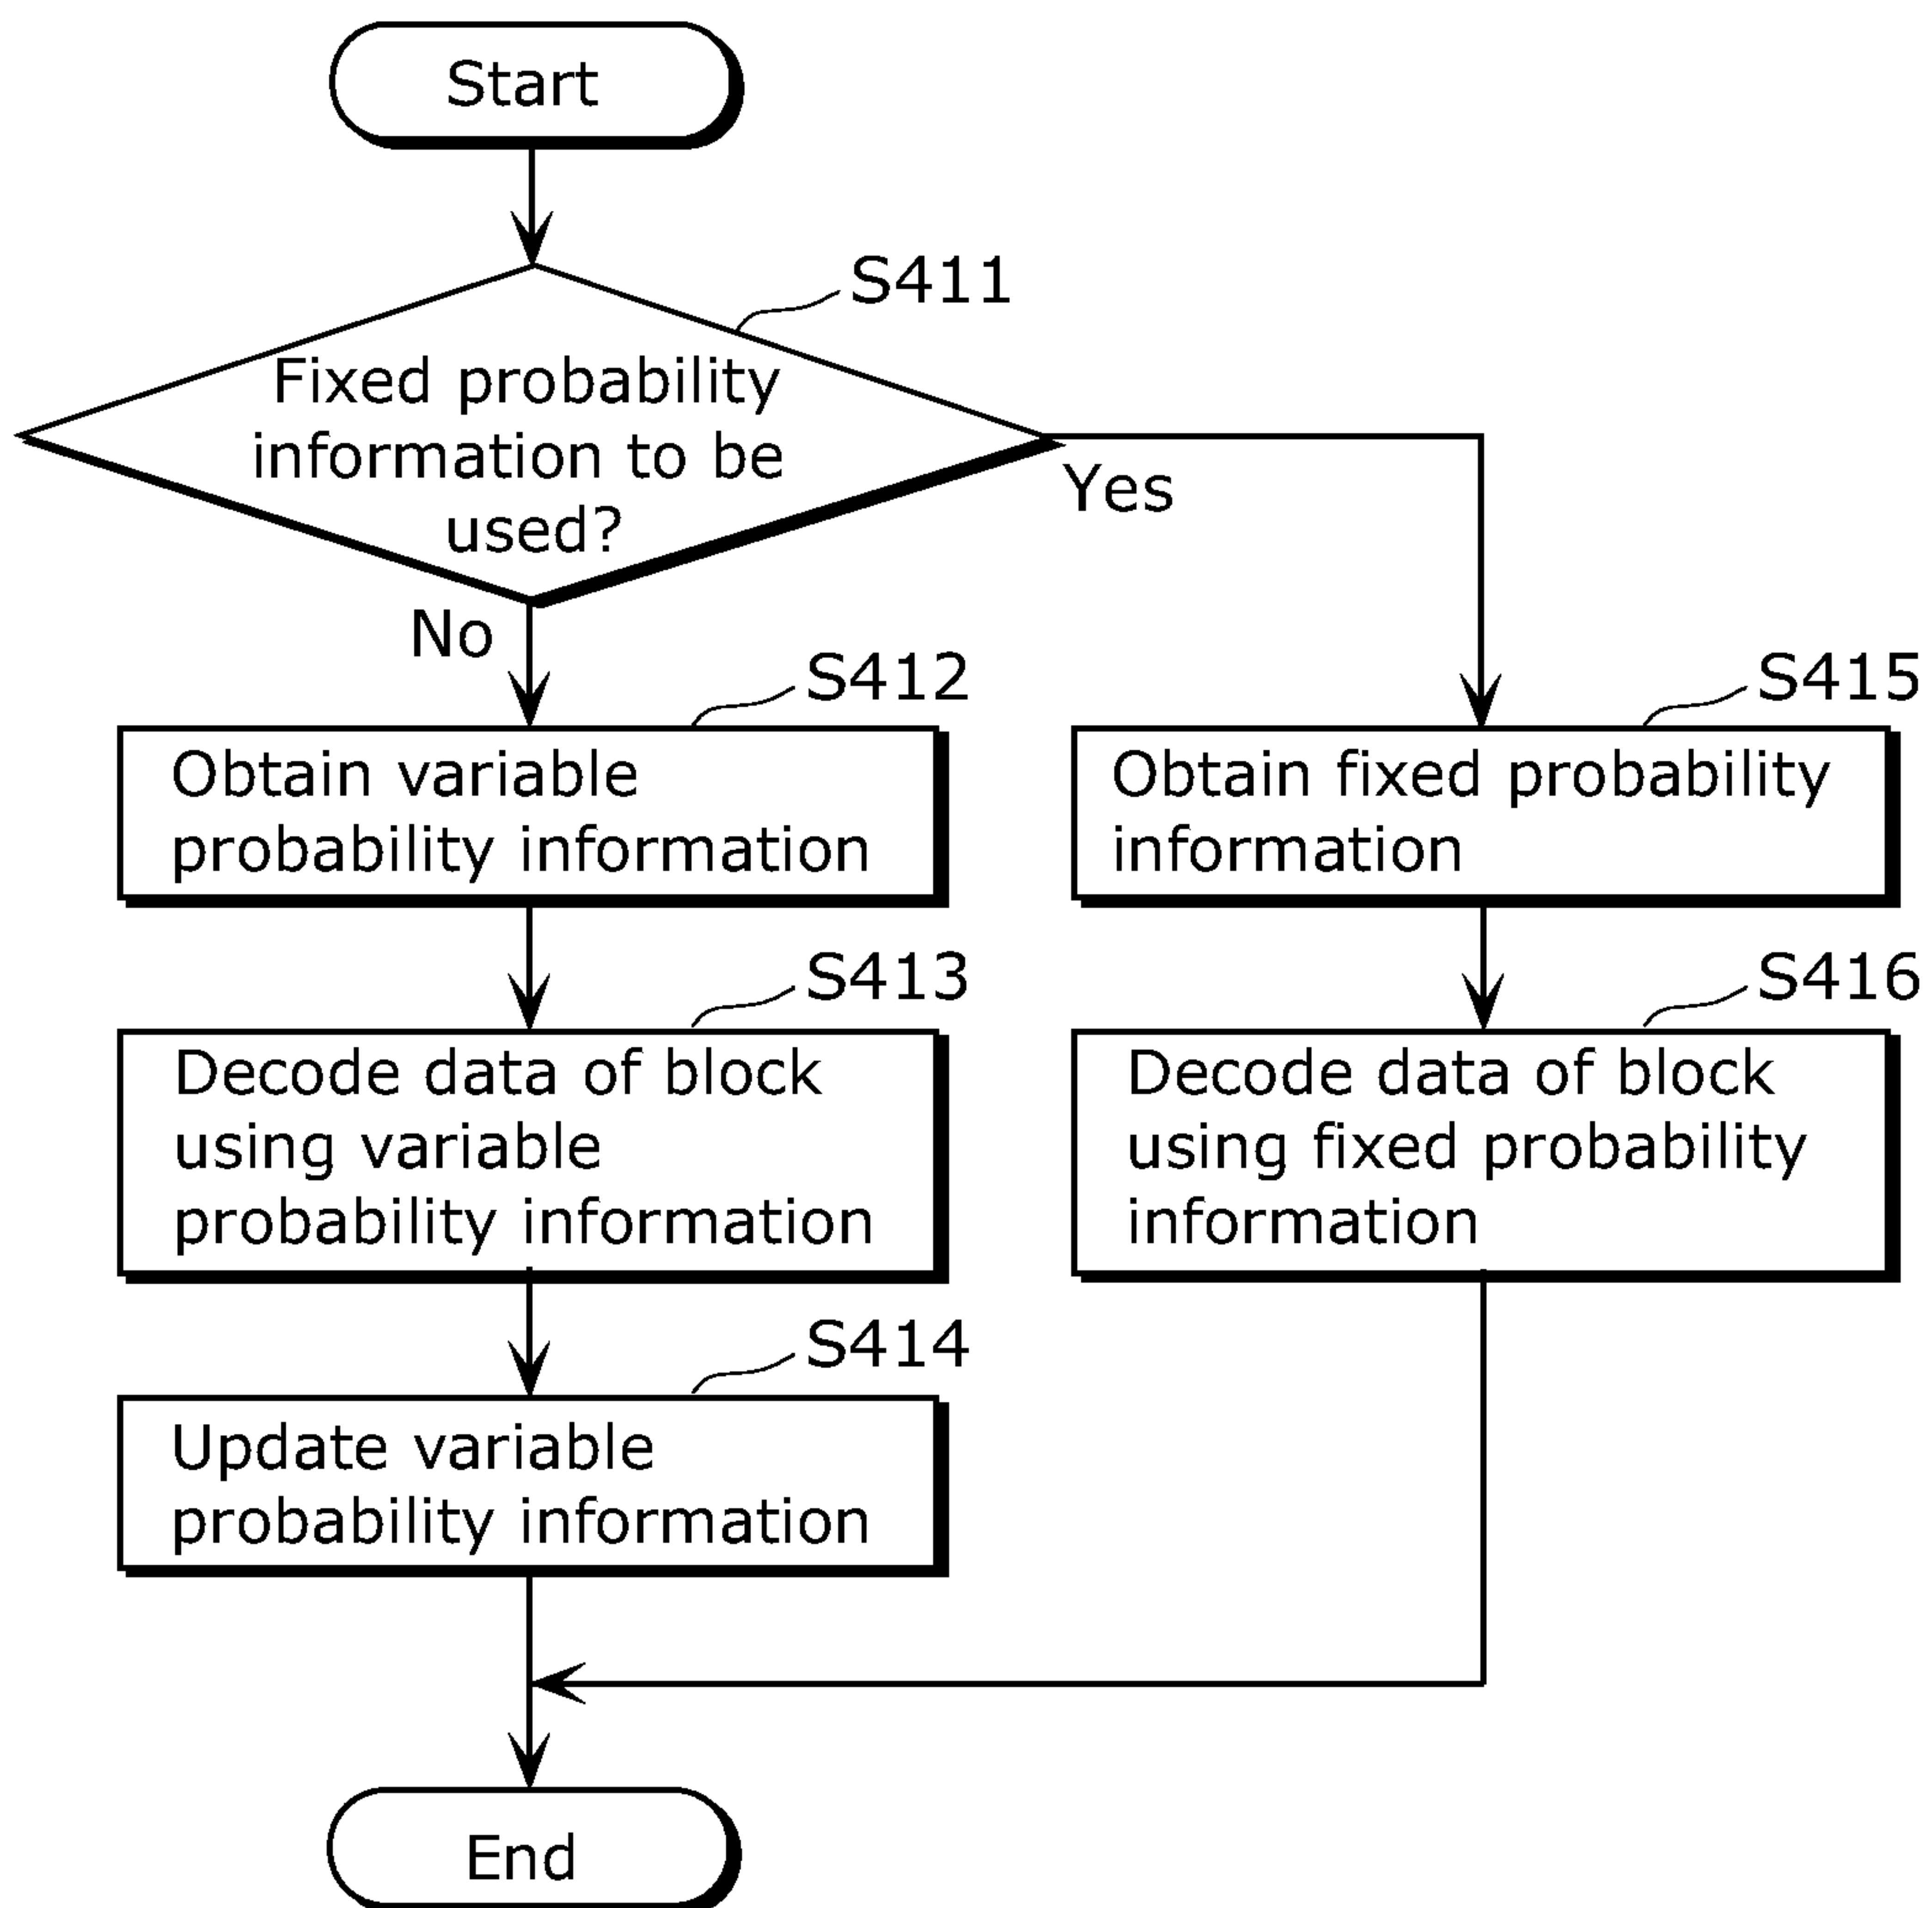 Start
S411
Fixed probability
information to be
used?
Yes
No
S412
Obtain variable
probability information
S415
Obtain fixed probability
information
S413
Decode data of block
using variable
probability information
S416
Decode data of block
using fixed probability
information
S414
Update variable
probability information
End